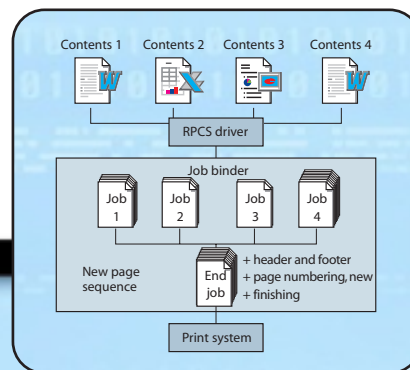 Contents 1 Contents 2 Contents 3 Contents 4
W X W
RPCS driver
Job binder
Job Job Job Job
1 2 3 4
+ header and footer
New page End + page numbering, new
sequence job + finishing
Print system